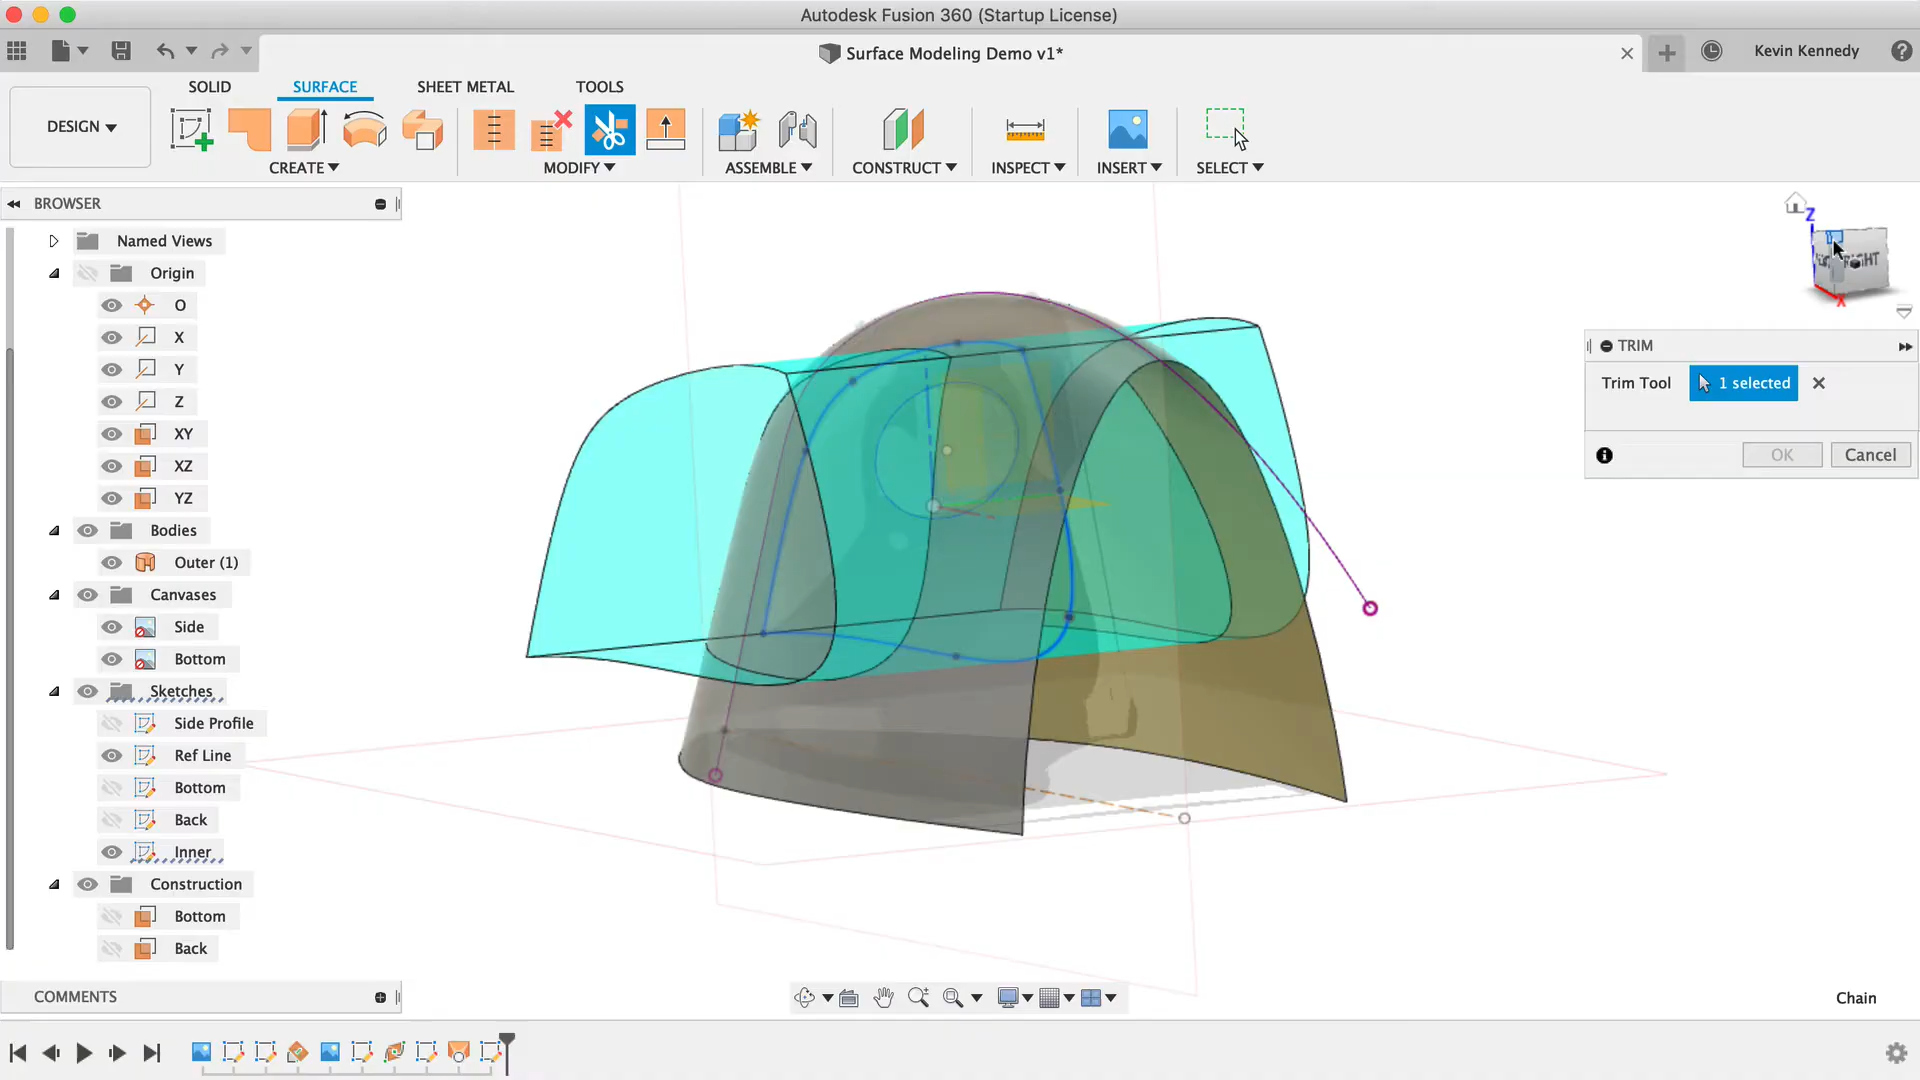 Autodesk Fusion 360 (Startup License)
Surface Modeling Demo v1*
Kevin Kennedy
SOLID SURFACE SHEET METAL TOOLS
DESIGN
CREATE MODIFY ASSEMBLE CONSTRUCT INSPECT INSERT SELECT
BROWSER
Named Views
Origin
O
X
Y
Z
XY
XZ
YZ
Bodies
Outer (1)
Canvases
Side
Bottom
Sketches
Side Profile
Ref Line
Bottom
Back
Inner
Construction
Bottom
Back
COMMENTS
Z
X
TRIM
Trim Tool 1 selected
OK Cancel
Chain